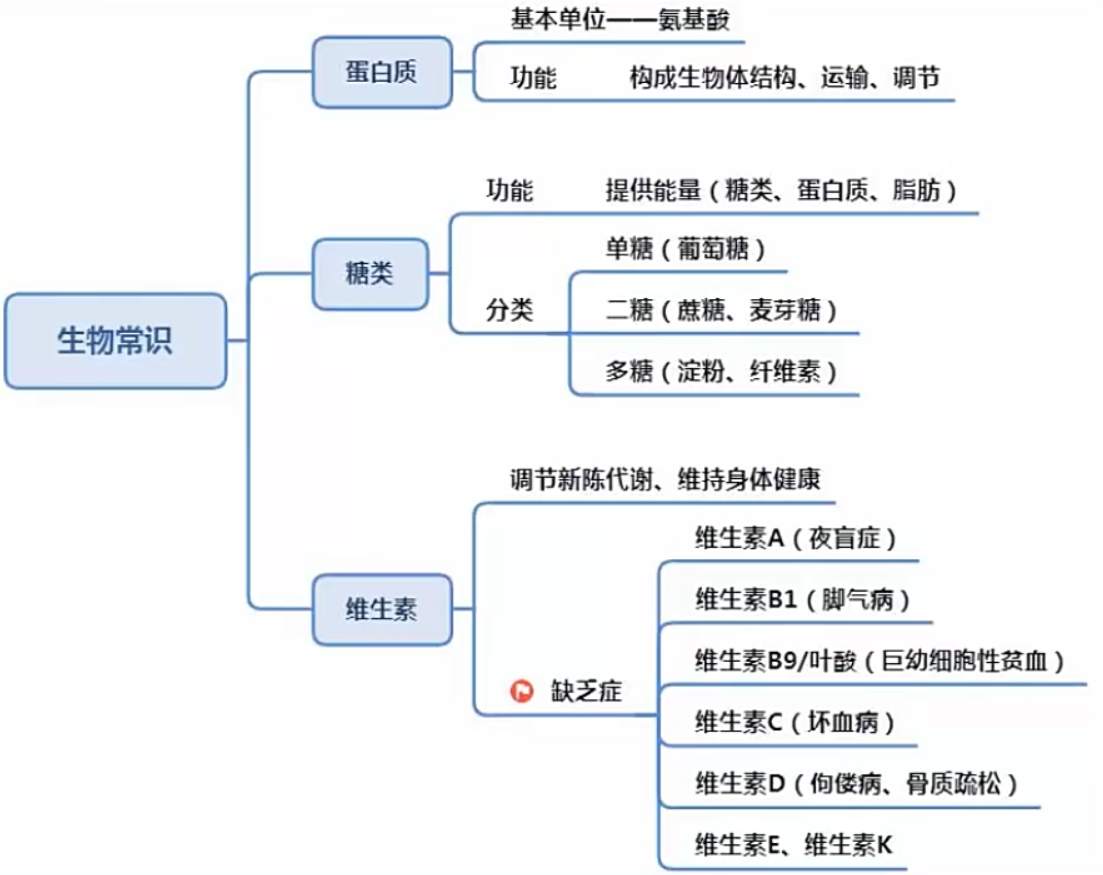 生物常识
蛋白质
基本单位——氨基酸
功能 构成生物体结构、运输、调节
糖类
功能 提供能量（糖类、蛋白质、脂肪）
分类
单糖（葡萄糖）
二糖（蔗糖、麦芽糖）
多糖（淀粉、纤维素）
维生素
调节新陈代谢、维持身体健康
缺乏症
维生素A（夜盲症）
维生素B1（脚气病）
维生素B9/叶酸（巨幼细胞性贫血）
维生素C（坏血病）
维生素D（佝偻病、骨质疏松）
维生素E、维生素K